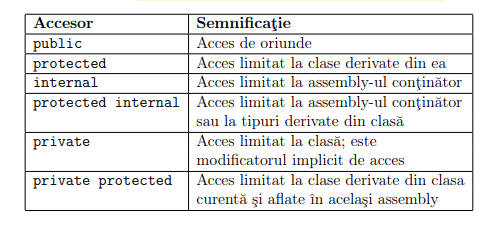 Accesor Semnificaţie
public Acces de oriunde
protected Acces limitat la clase derivate din ea
internal Acces limitat la assembly-ul conţinător
protected internal Acces limitat la assembly-ul conţinător
sau la tipuri derivate din clasă
private Acces limitat la clasă; este
modificatorul implicit de acces
private protected Acces limitat la clase derivate din clasa
curentă şi aflate în acelaşi assembly